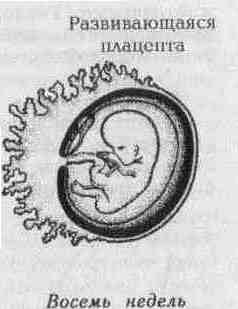 Развивающаяся
плацента
Восемь недель